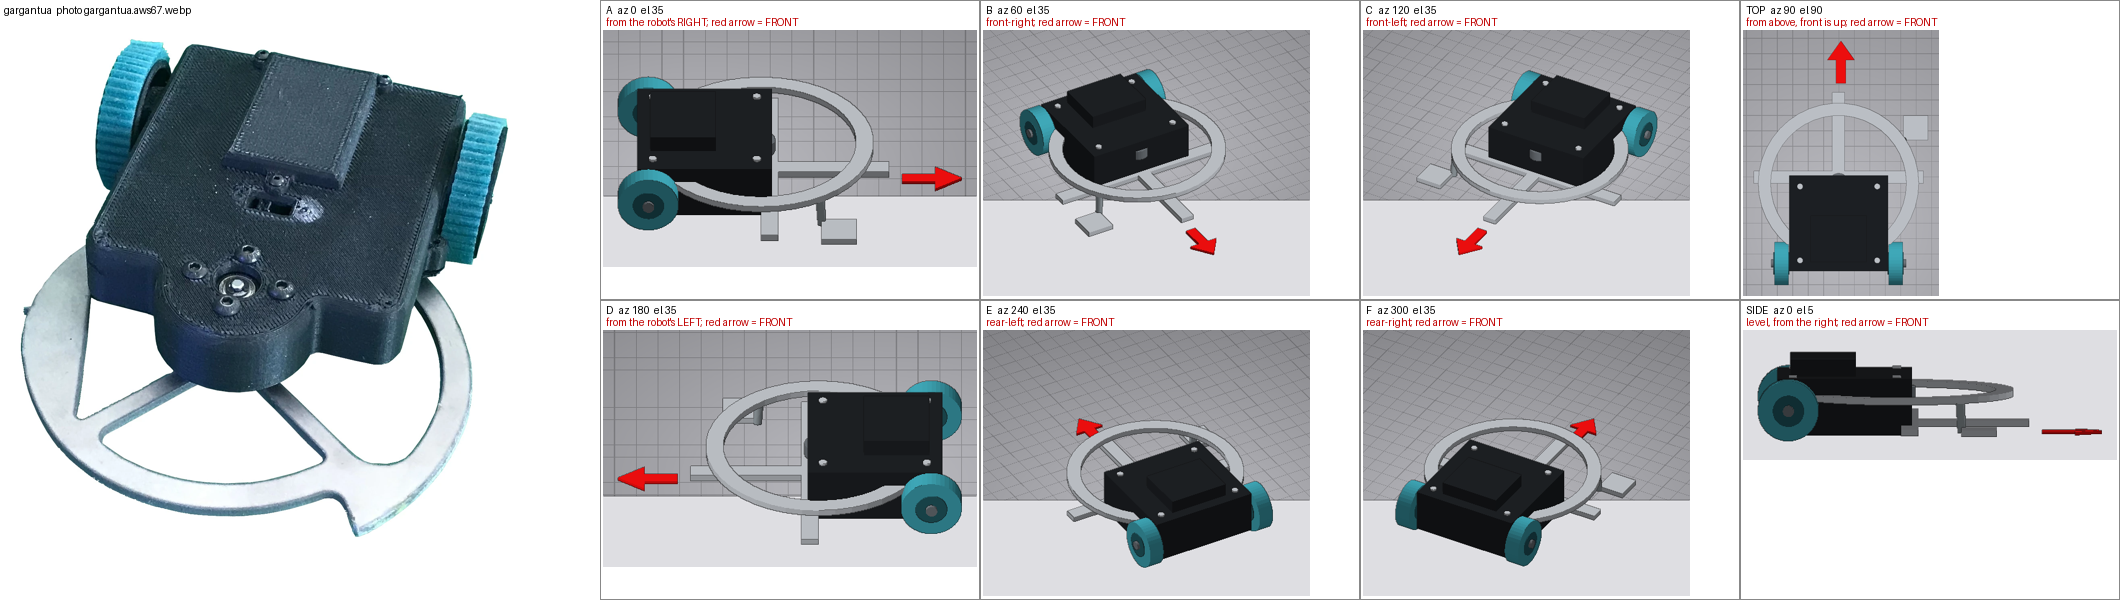 gargantua photo gargantua.aws67.webp
A az 0 el 35
from the robot's RIGHT; red arrow = FRONT
B az 60 el 35
front-right; red arrow = FRONT
C az 120 el 35
front-left; red arrow = FRONT
TOP az 90 el 90
from above, front is up; red arrow = FRONT
D az 180 el 35
from the robot's LEFT; red arrow = FRONT
E az 240 el 35
rear-left; red arrow = FRONT
F az 300 el 35
rear-right; red arrow = FRONT
SIDE az 0 el 5
level, from the right; red arrow = FRONT